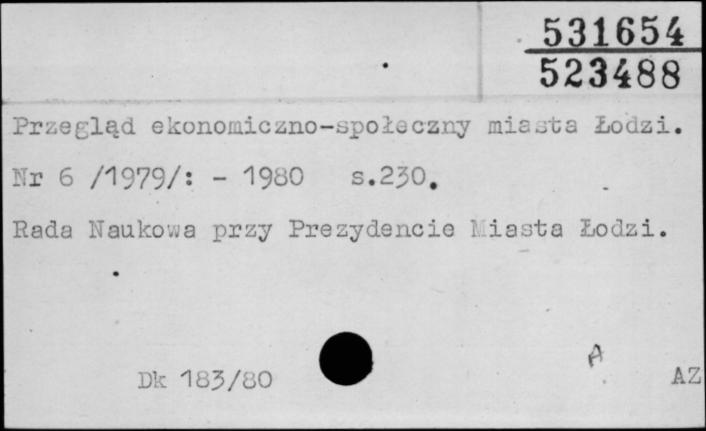 531654
523488
Przegląd ekonomiczno-społeczny miasta Łodzi.
Nr 6 /1979/: - 1980 s.230.
Rada Naukowa przy Prezydencie Miasta Łodzi.
Dk 183/80
A
AZ